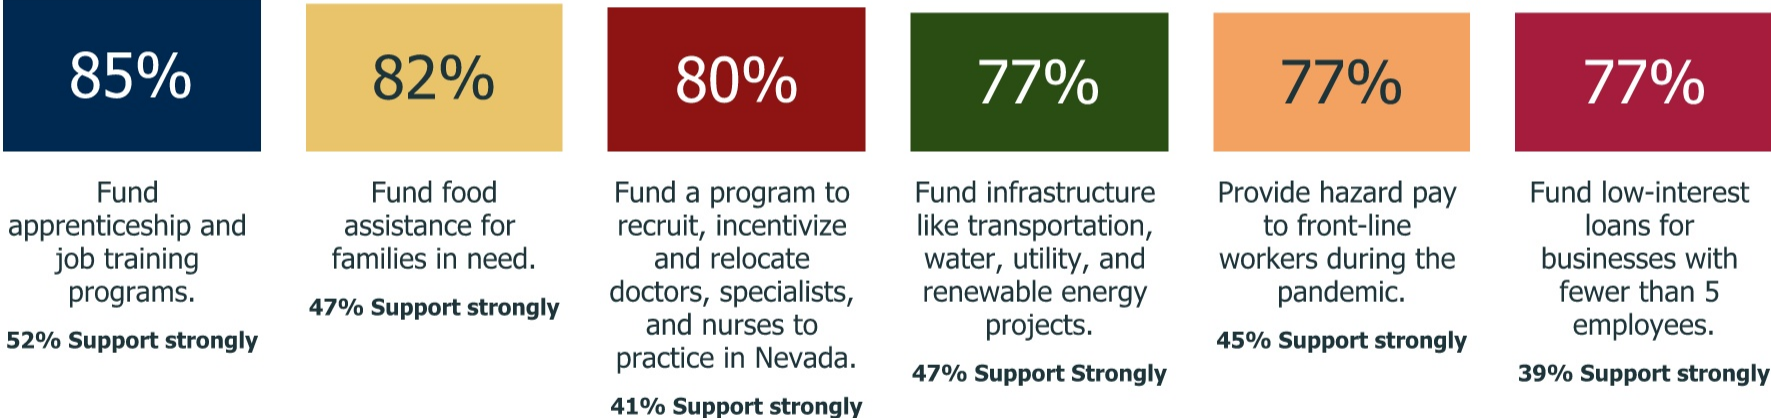 85%
Fund
apprenticeship and
job training
programs.
52% Support strongly
82%
Fund food
assistance for
families in need.
47% Support strongly
80%
Fund a program to
recruit, incentivize
and relocate
doctors, specialists,
and nurses to
practice in Nevada.
41% Support strongly
77%
Fund infrastructure
like transportation,
water, utility, and
renewable energy
projects.
47% Support Strongly
77%
Provide hazard pay
to front-line
workers during the
pandemic.
45% Support strongly
77%
Fund low-interest
loans for
businesses with
fewer than 5
employees.
39% Support strongly